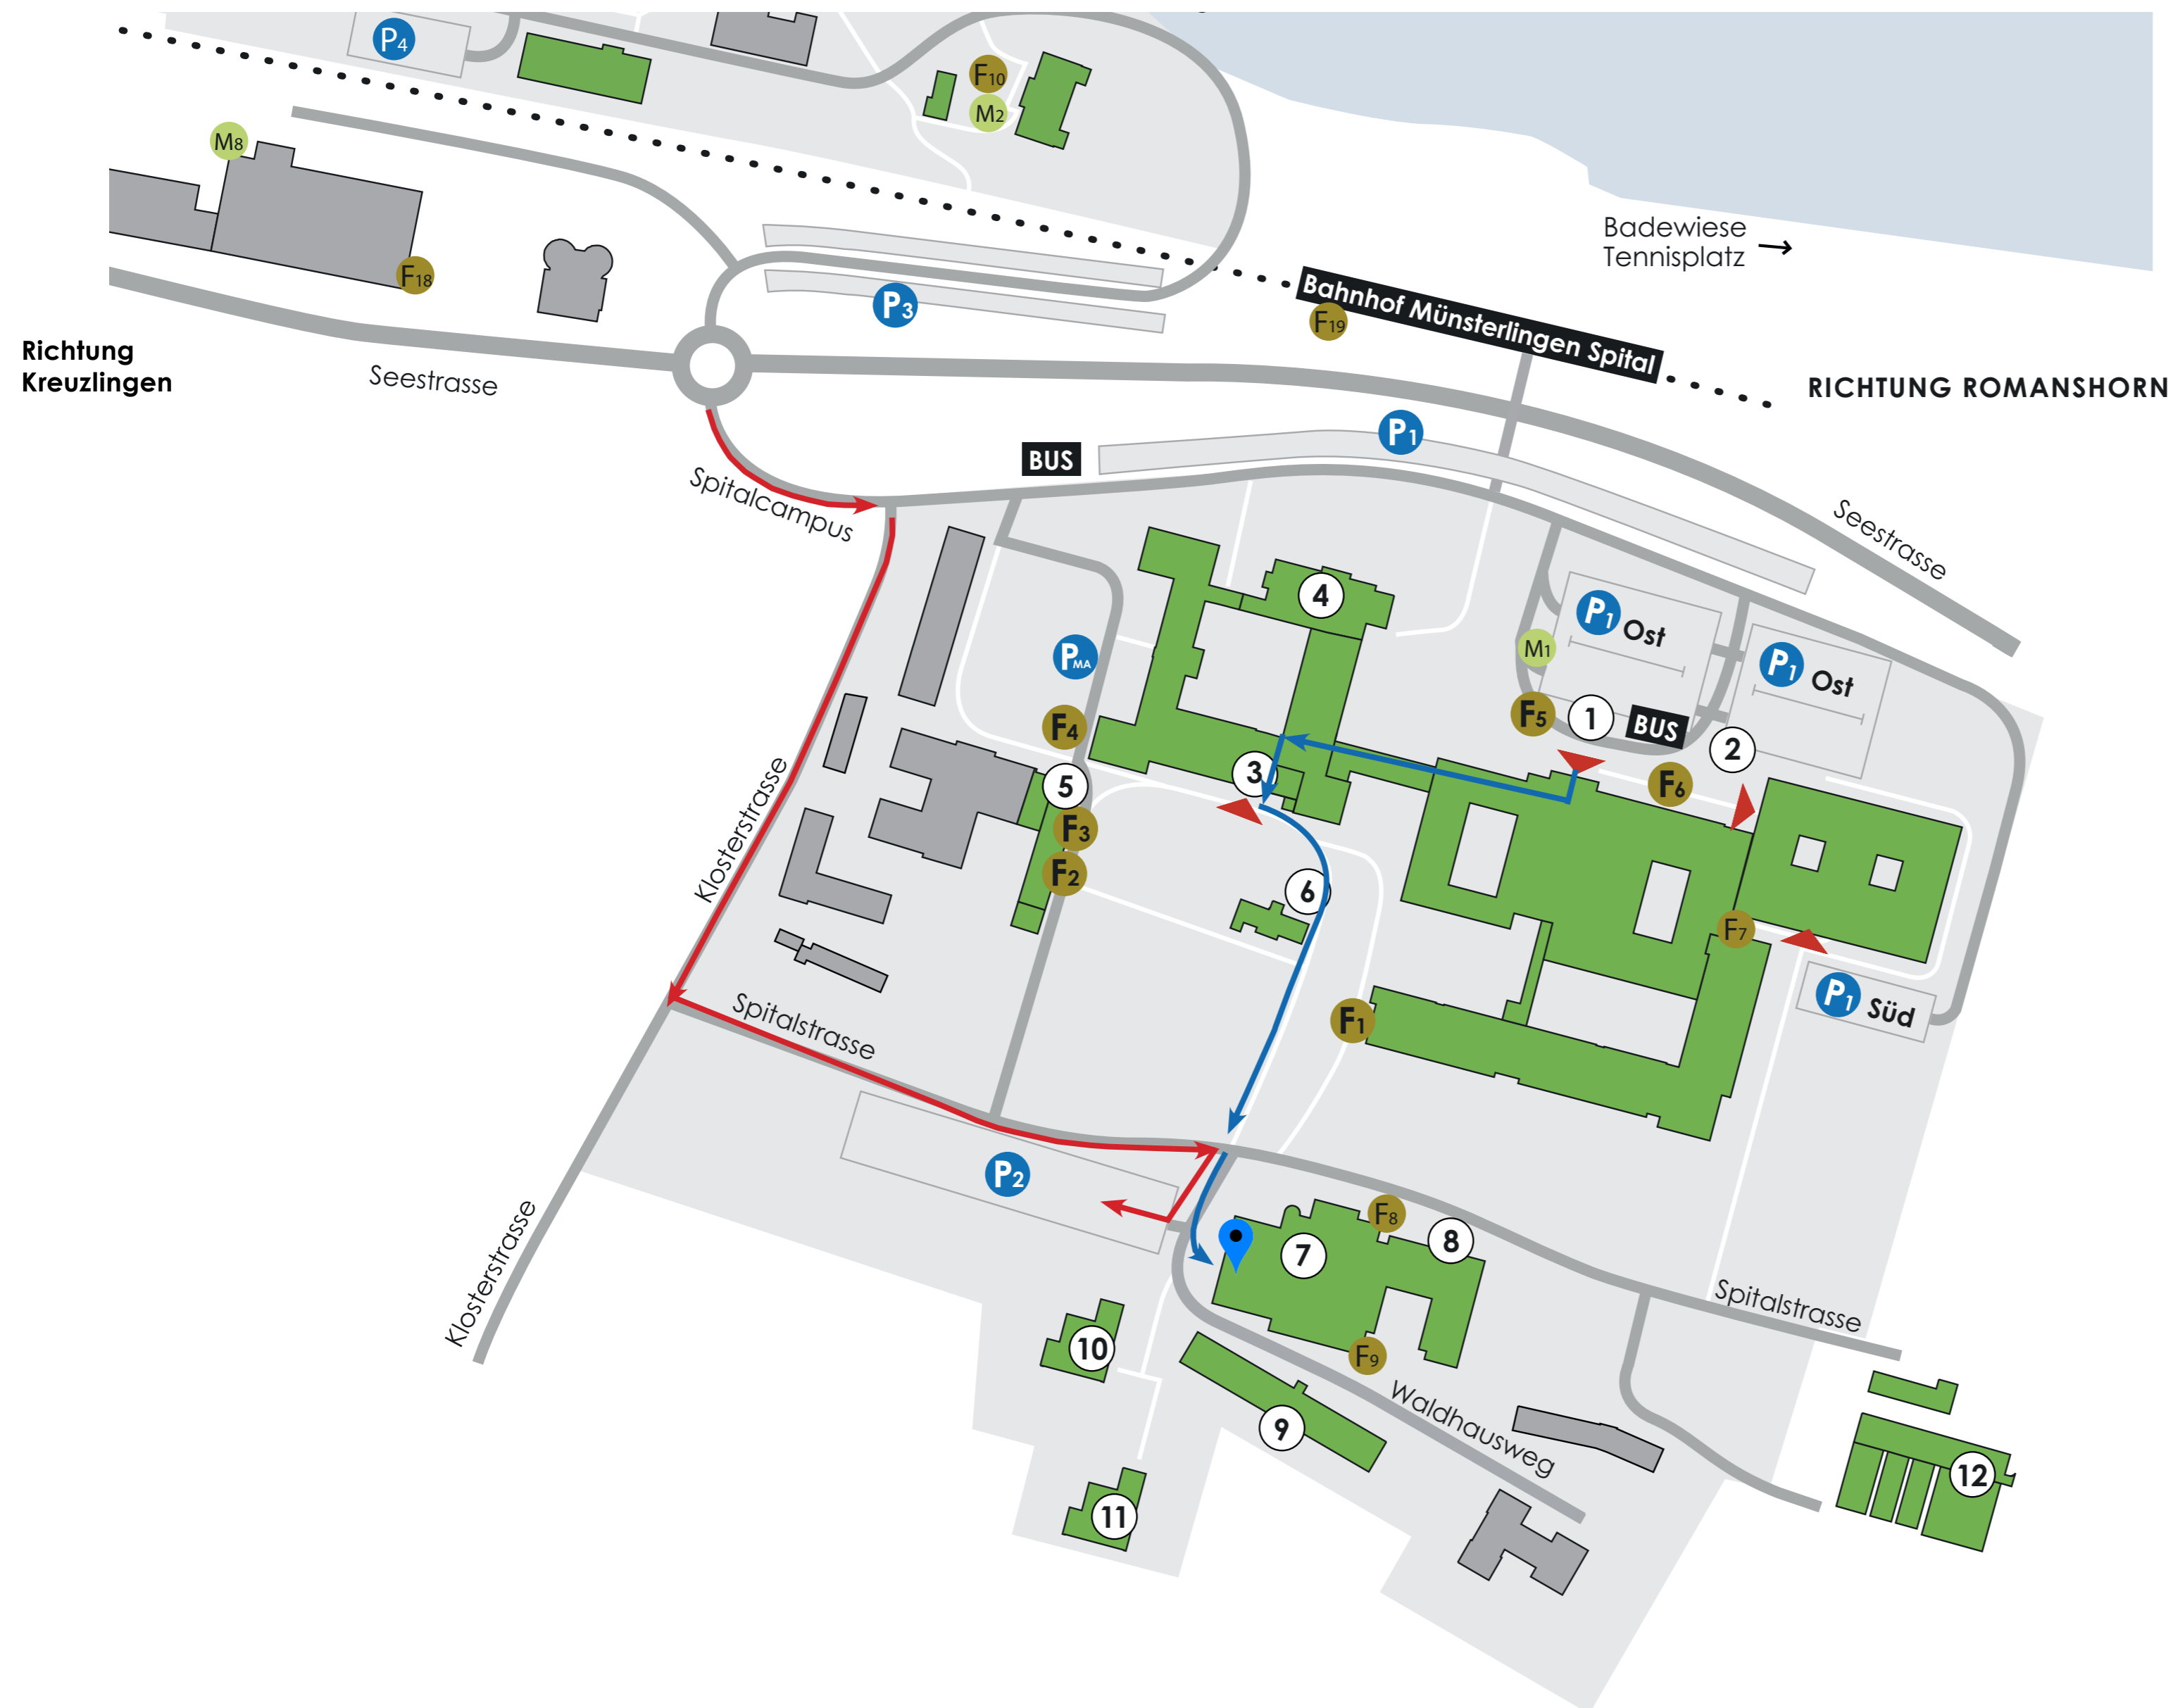 P4
F10
M2
M8
F18
P3
Badewiese
Tennisplatz
Bahnhof Münsterlingen Spital
F19
Richtung
Kreuzlingen
Seestrasse
RICHTUNG ROMANSHORN
P1
BUS
Spitalcampus
Seestrasse
4
P1 Ost
M1
P1 Ost
PMA
F4
F5
1
BUS
2
3
5
F6
F3
F2
Klosterstrasse
6
F7
P1 Süd
F1
Spitalstrasse
P2
F8
7
8
Klosterstrasse
Spitalstrasse
10
F9
9
Waldhausweg
11
12